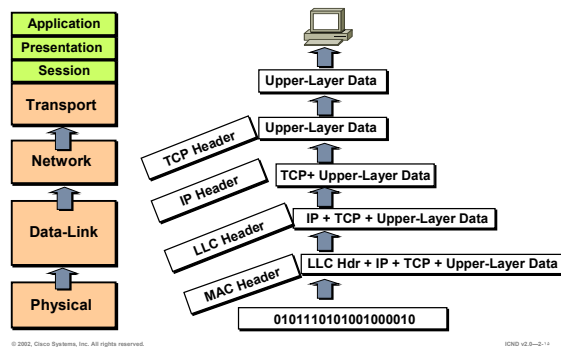 Application
Presentation
Session
Transport
Network
Data-Link
Physical
Upper-Layer Data
Upper-Layer Data
TCP Header
TCP+ Upper-Layer Data
IP Header
IP + TCP + Upper-Layer Data
LLC Header
LLC Hdr + IP + TCP + Upper-Layer Data
MAC Header
0101110101001000010
© 2002, Cisco Systems, Inc. All rights reserved.
ICND v2.0—2-14